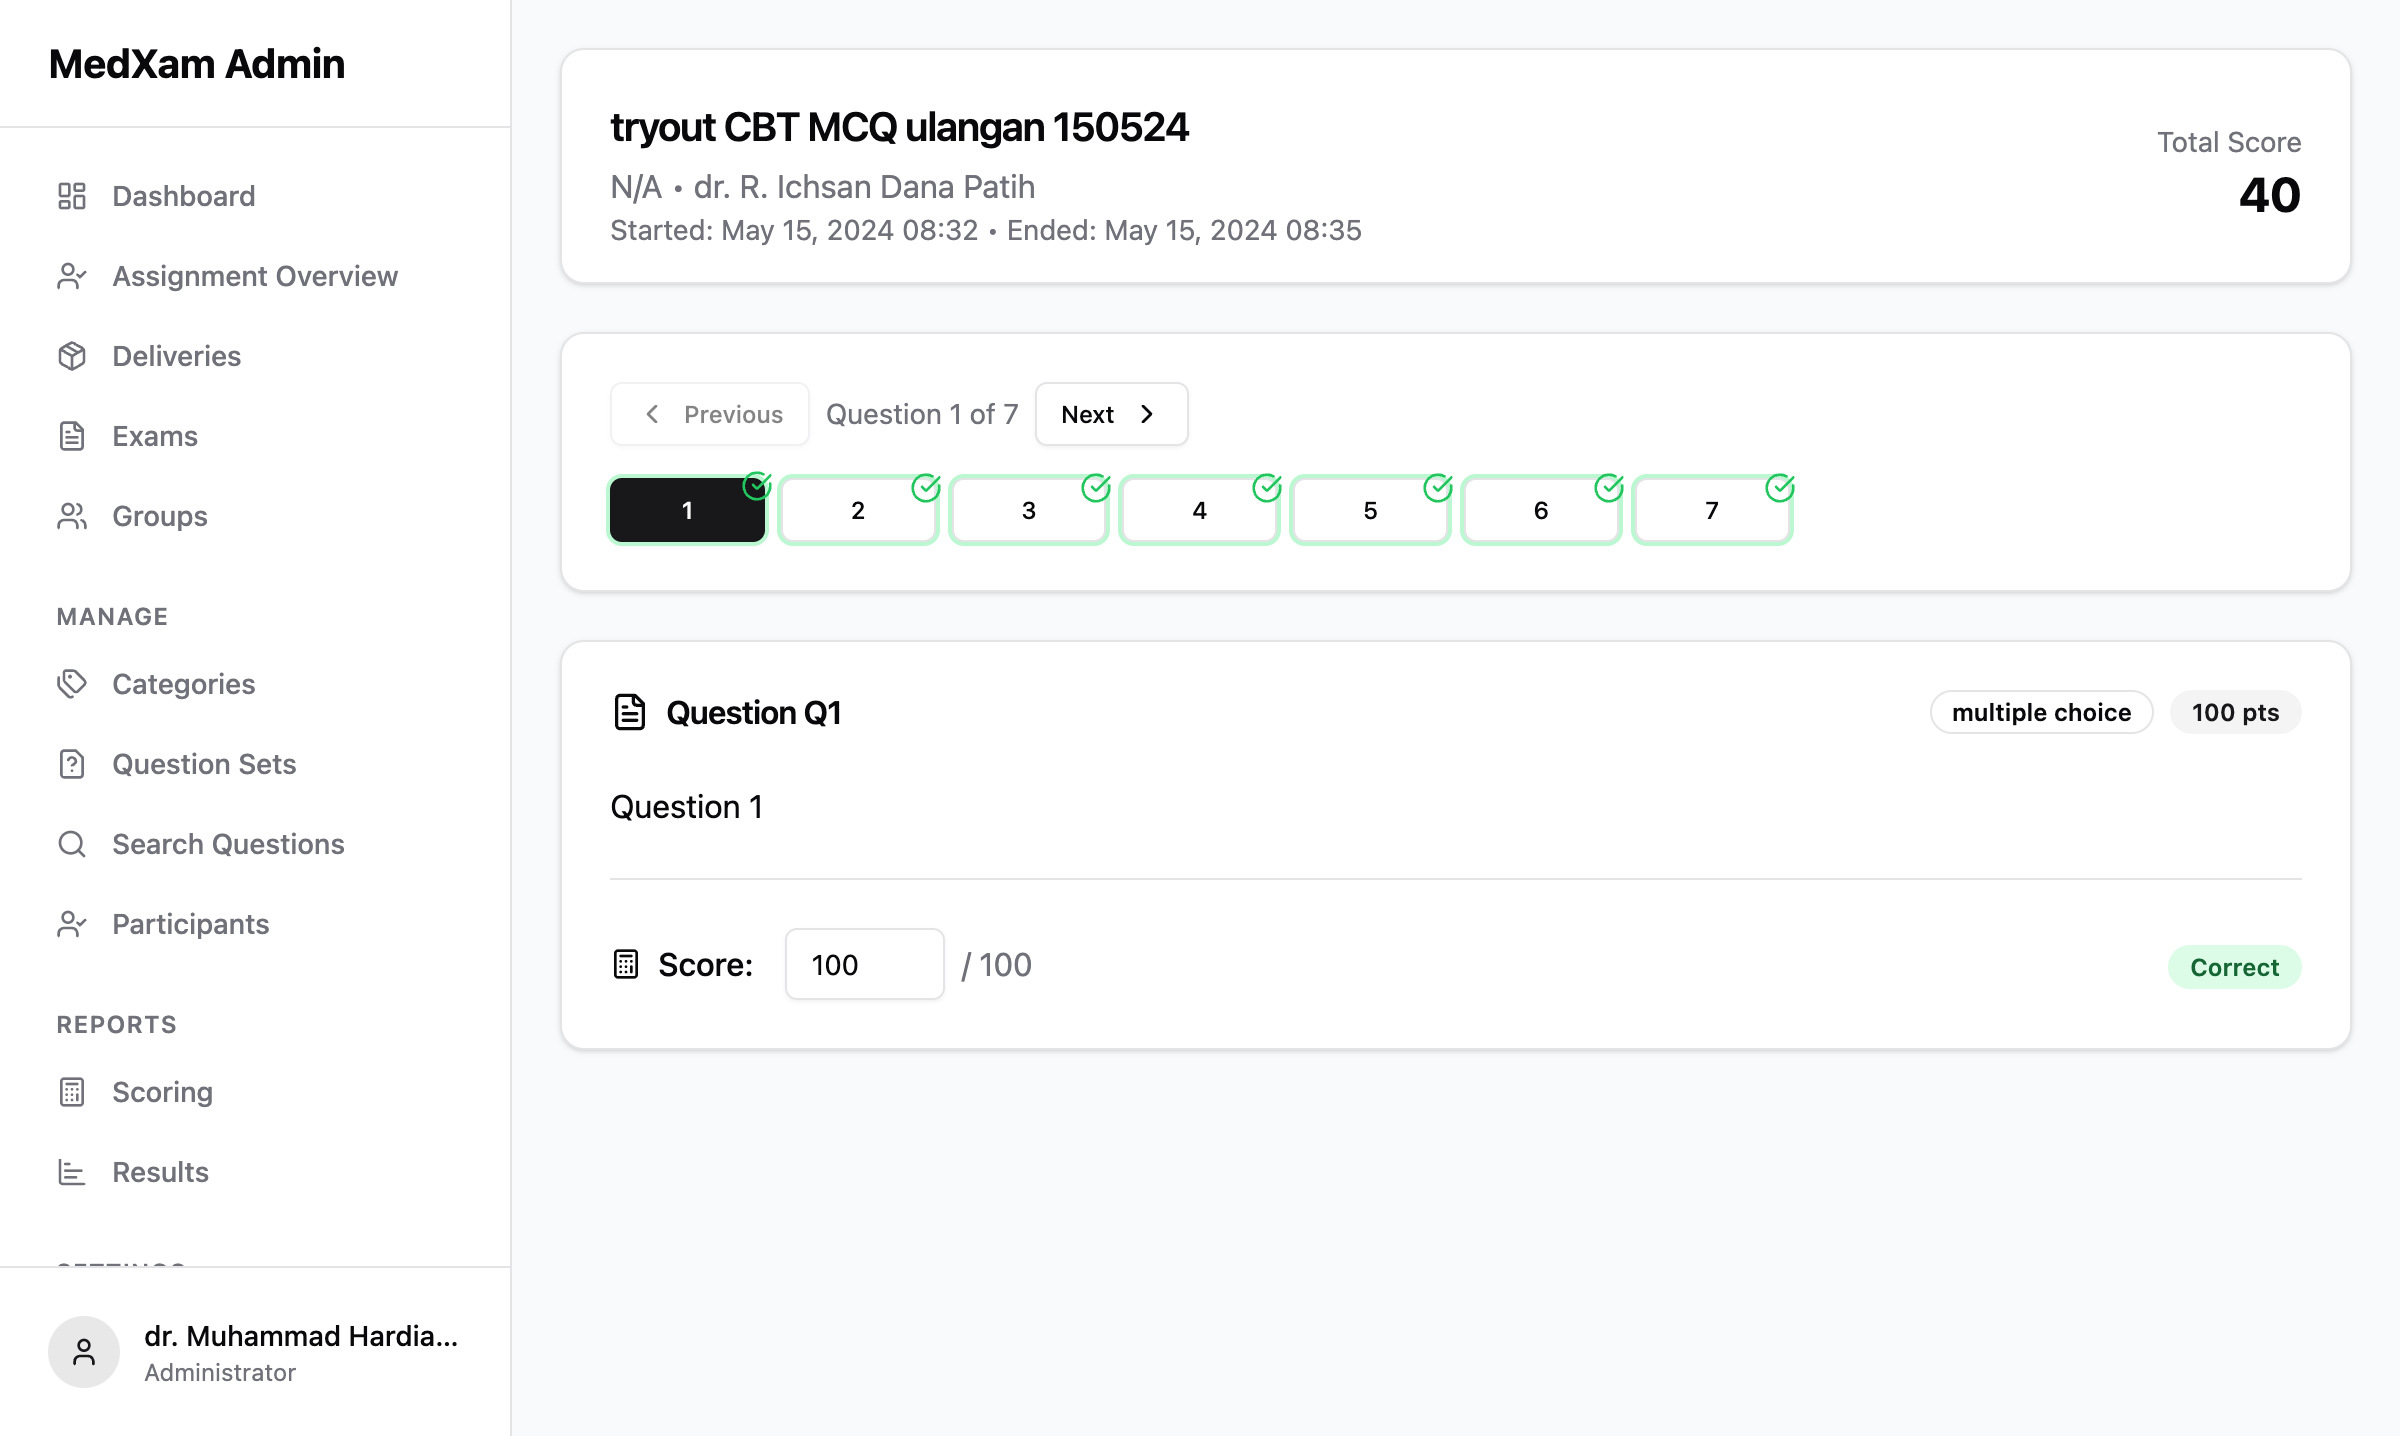 MedXam Admin
Dashboard
Assignment Overview
Deliveries
Exams
Groups
MANAGE
Categories
Question Sets
Search Questions
Participants
REPORTS
Scoring
Results
SETTINGS
dr. Muhammad Hardia...
Administrator
tryout CBT MCQ ulangan 150524
N/A • dr. R. Ichsan Dana Patih
Started: May 15, 2024 08:32 • Ended: May 15, 2024 08:35
Total Score
40
Previous
Question 1 of 7
Next
1
2
3
4
5
6
7
Question Q1
multiple choice
100 pts
Question 1
Score:
100
/ 100
Correct